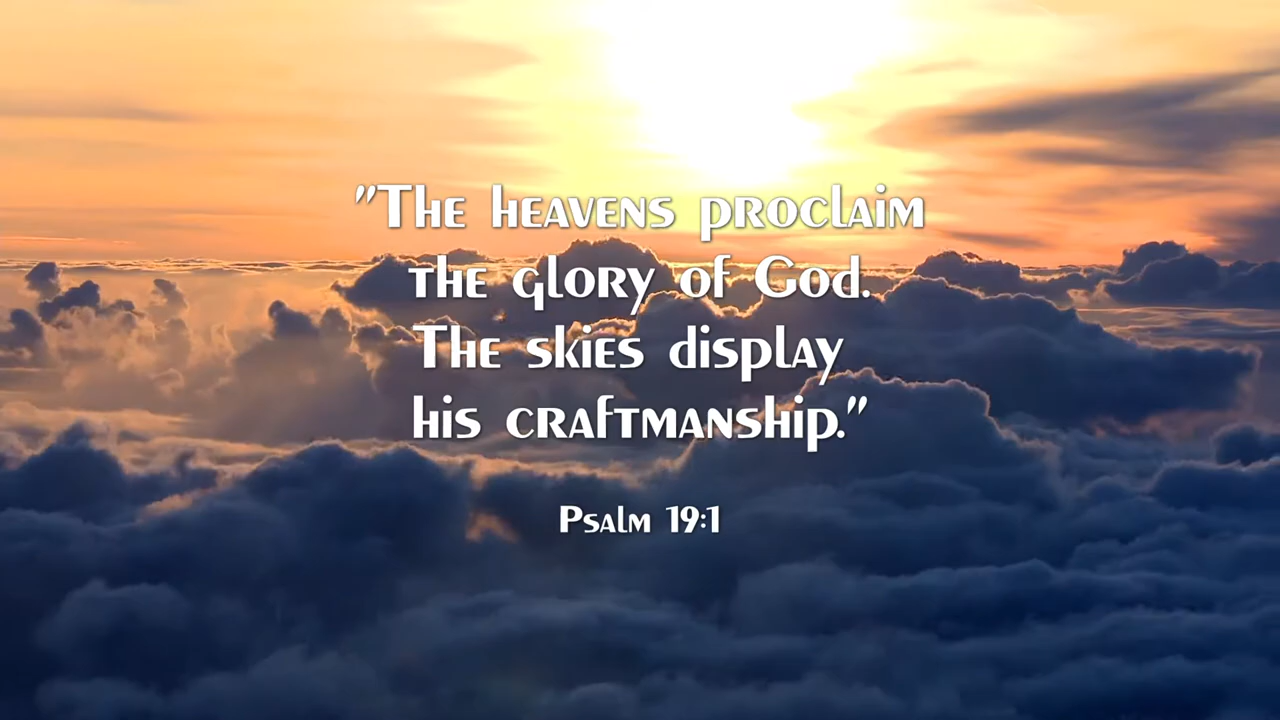 "The heavens proclaim
the glory of God.
The skies display
his craftmanship."
Psalm 19:1